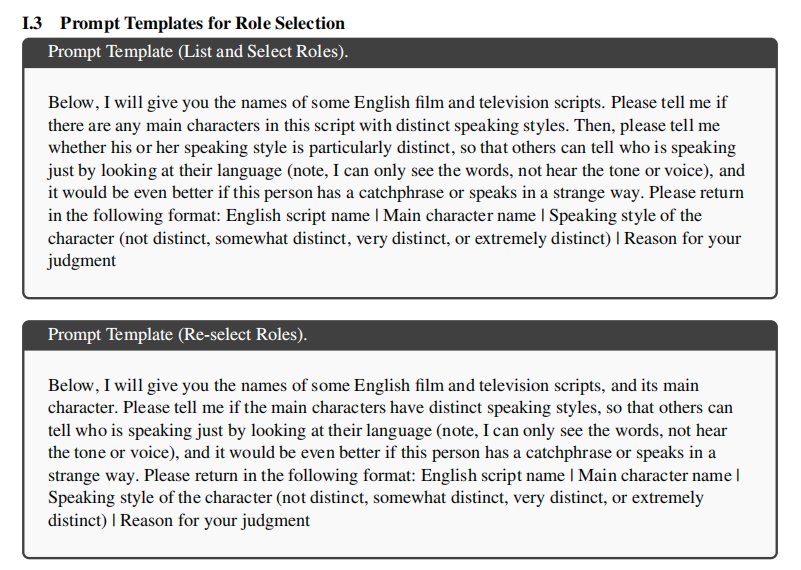 I.3 Prompt Templates for Role Selection
Prompt Template (List and Select Roles).
Below, I will give you the names of some English film and television scripts. Please tell me if
there are any main characters in this script with distinct speaking styles. Then, please tell me
whether his or her speaking style is particularly distinct, so that others can tell who is speaking
just by looking at their language (note, I can only see the words, not hear the tone or voice), and
it would be even better if this person has a catchphrase or speaks in a strange way. Please return
in the following format: English script name | Main character name | Speaking style of the
character (not distinct, somewhat distinct, very distinct, or extremely distinct) | Reason for your
judgment
Prompt Template (Re-select Roles).
Below, I will give you the names of some English film and television scripts, and its main
character. Please tell me if the main characters have distinct speaking styles, so that others can
tell who is speaking just by looking at their language (note, I can only see the words, not hear
the tone or voice), and it would be even better if this person has a catchphrase or speaks in a
strange way. Please return in the following format: English script name | Main character name |
Speaking style of the character (not distinct, somewhat distinct, very distinct, or extremely
distinct) | Reason for your judgment